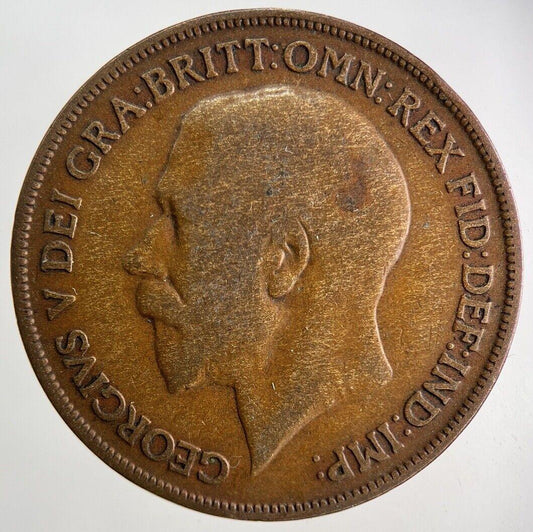 GEORGIVS V DEI GRA:BRITT:OMN:REX FID:DEF:IND:IMP: